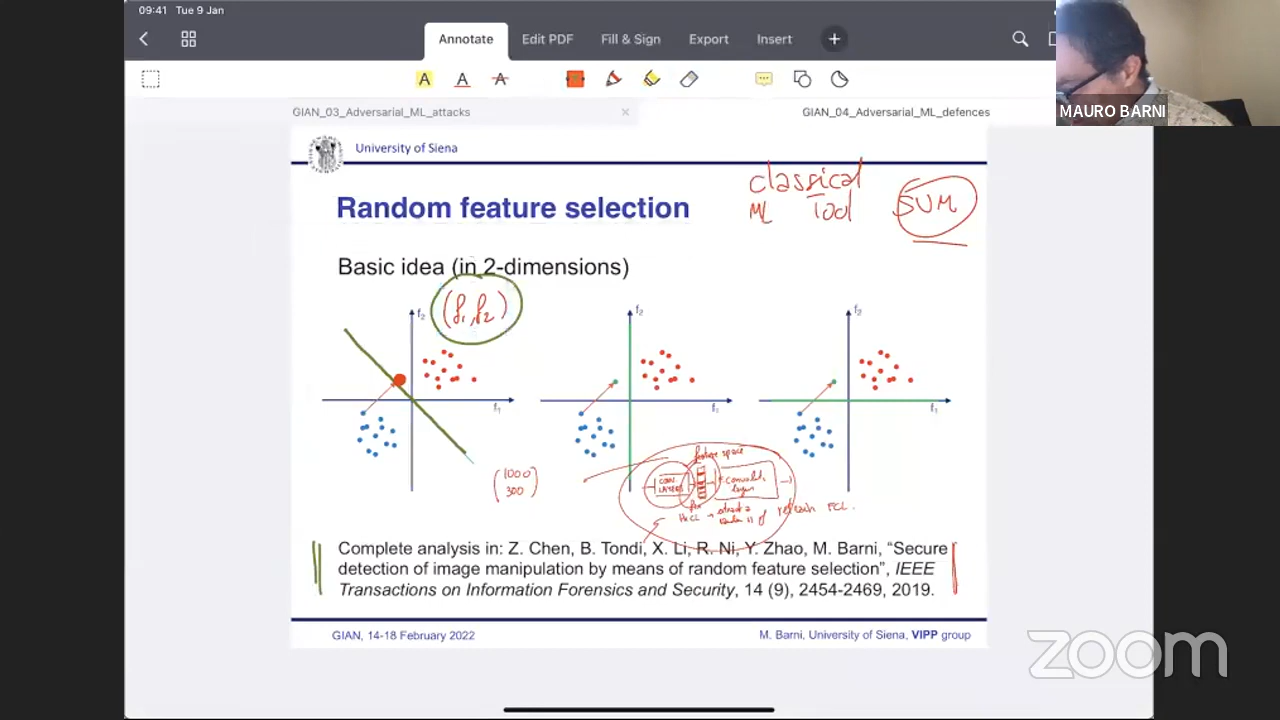 09:41 Tue 9 Jan
Annotate Edit PDF Fill & Sign Export Insert
A A A
MAURO BARNI
GIAN_03_Adversarial_ML_attacks GIAN_04_Adversarial_ML_defences
University of Siena
classical
ML Tool SVM
Random feature selection
Basic idea (in 2-dimensions)
(f1, f2)
f2 f2 f2
f1 f1 f1
feature space
1000
300
Complete analysis in: Z. Chen, B. Tondi, X. Li, R. Ni, Y. Zhao, M. Barni, “Secure
detection of image manipulation by means of random feature selection”, IEEE
Transactions on Information Forensics and Security, 14 (9), 2454-2469, 2019.
GIAN, 14-18 February 2022 M. Barni, University of Siena, VIPP group
zoom